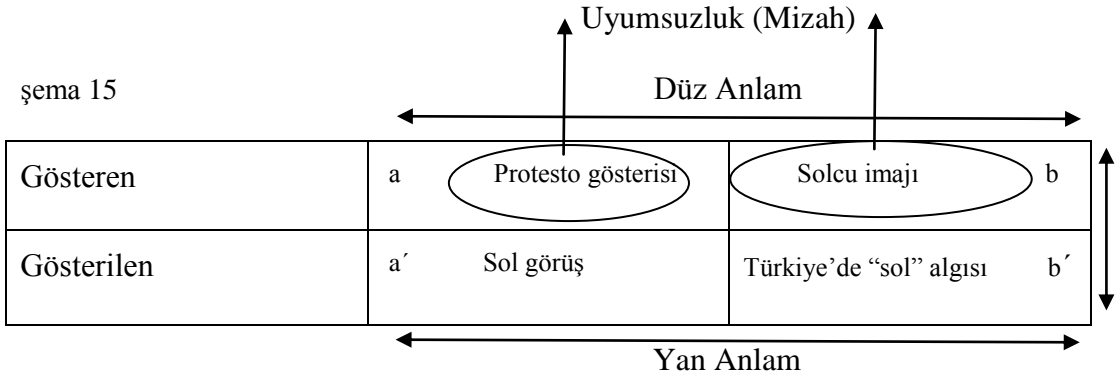 Uyumsuzluk (Mizah)
şema 15
Düz Anlam
Gösteren a Protesto gösterisi Solcu imajı b
Gösterilen a´ Sol görüş Türkiye’de “sol” algısı b´
Yan Anlam